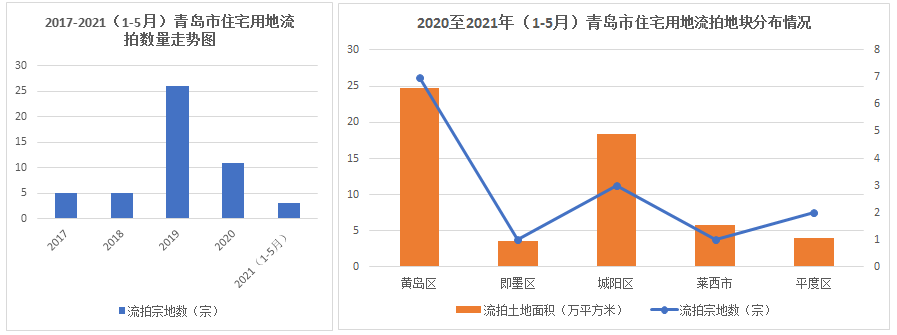 2017-2021（1-5月）青岛市住宅用地流
拍数量走势图
30
25
20
15
10
5
0
2017
2018
2019
2020
2021（1-5月）
流拍宗地数（宗）
2020至2021年（1-5月）青岛市住宅用地流拍地块分布情况
30
25
20
15
10
5
0
8
7
6
5
4
3
2
1
0
黄岛区
即墨区
城阳区
莱西市
平度区
流拍土地面积（万平方米）
流拍宗地数（宗）